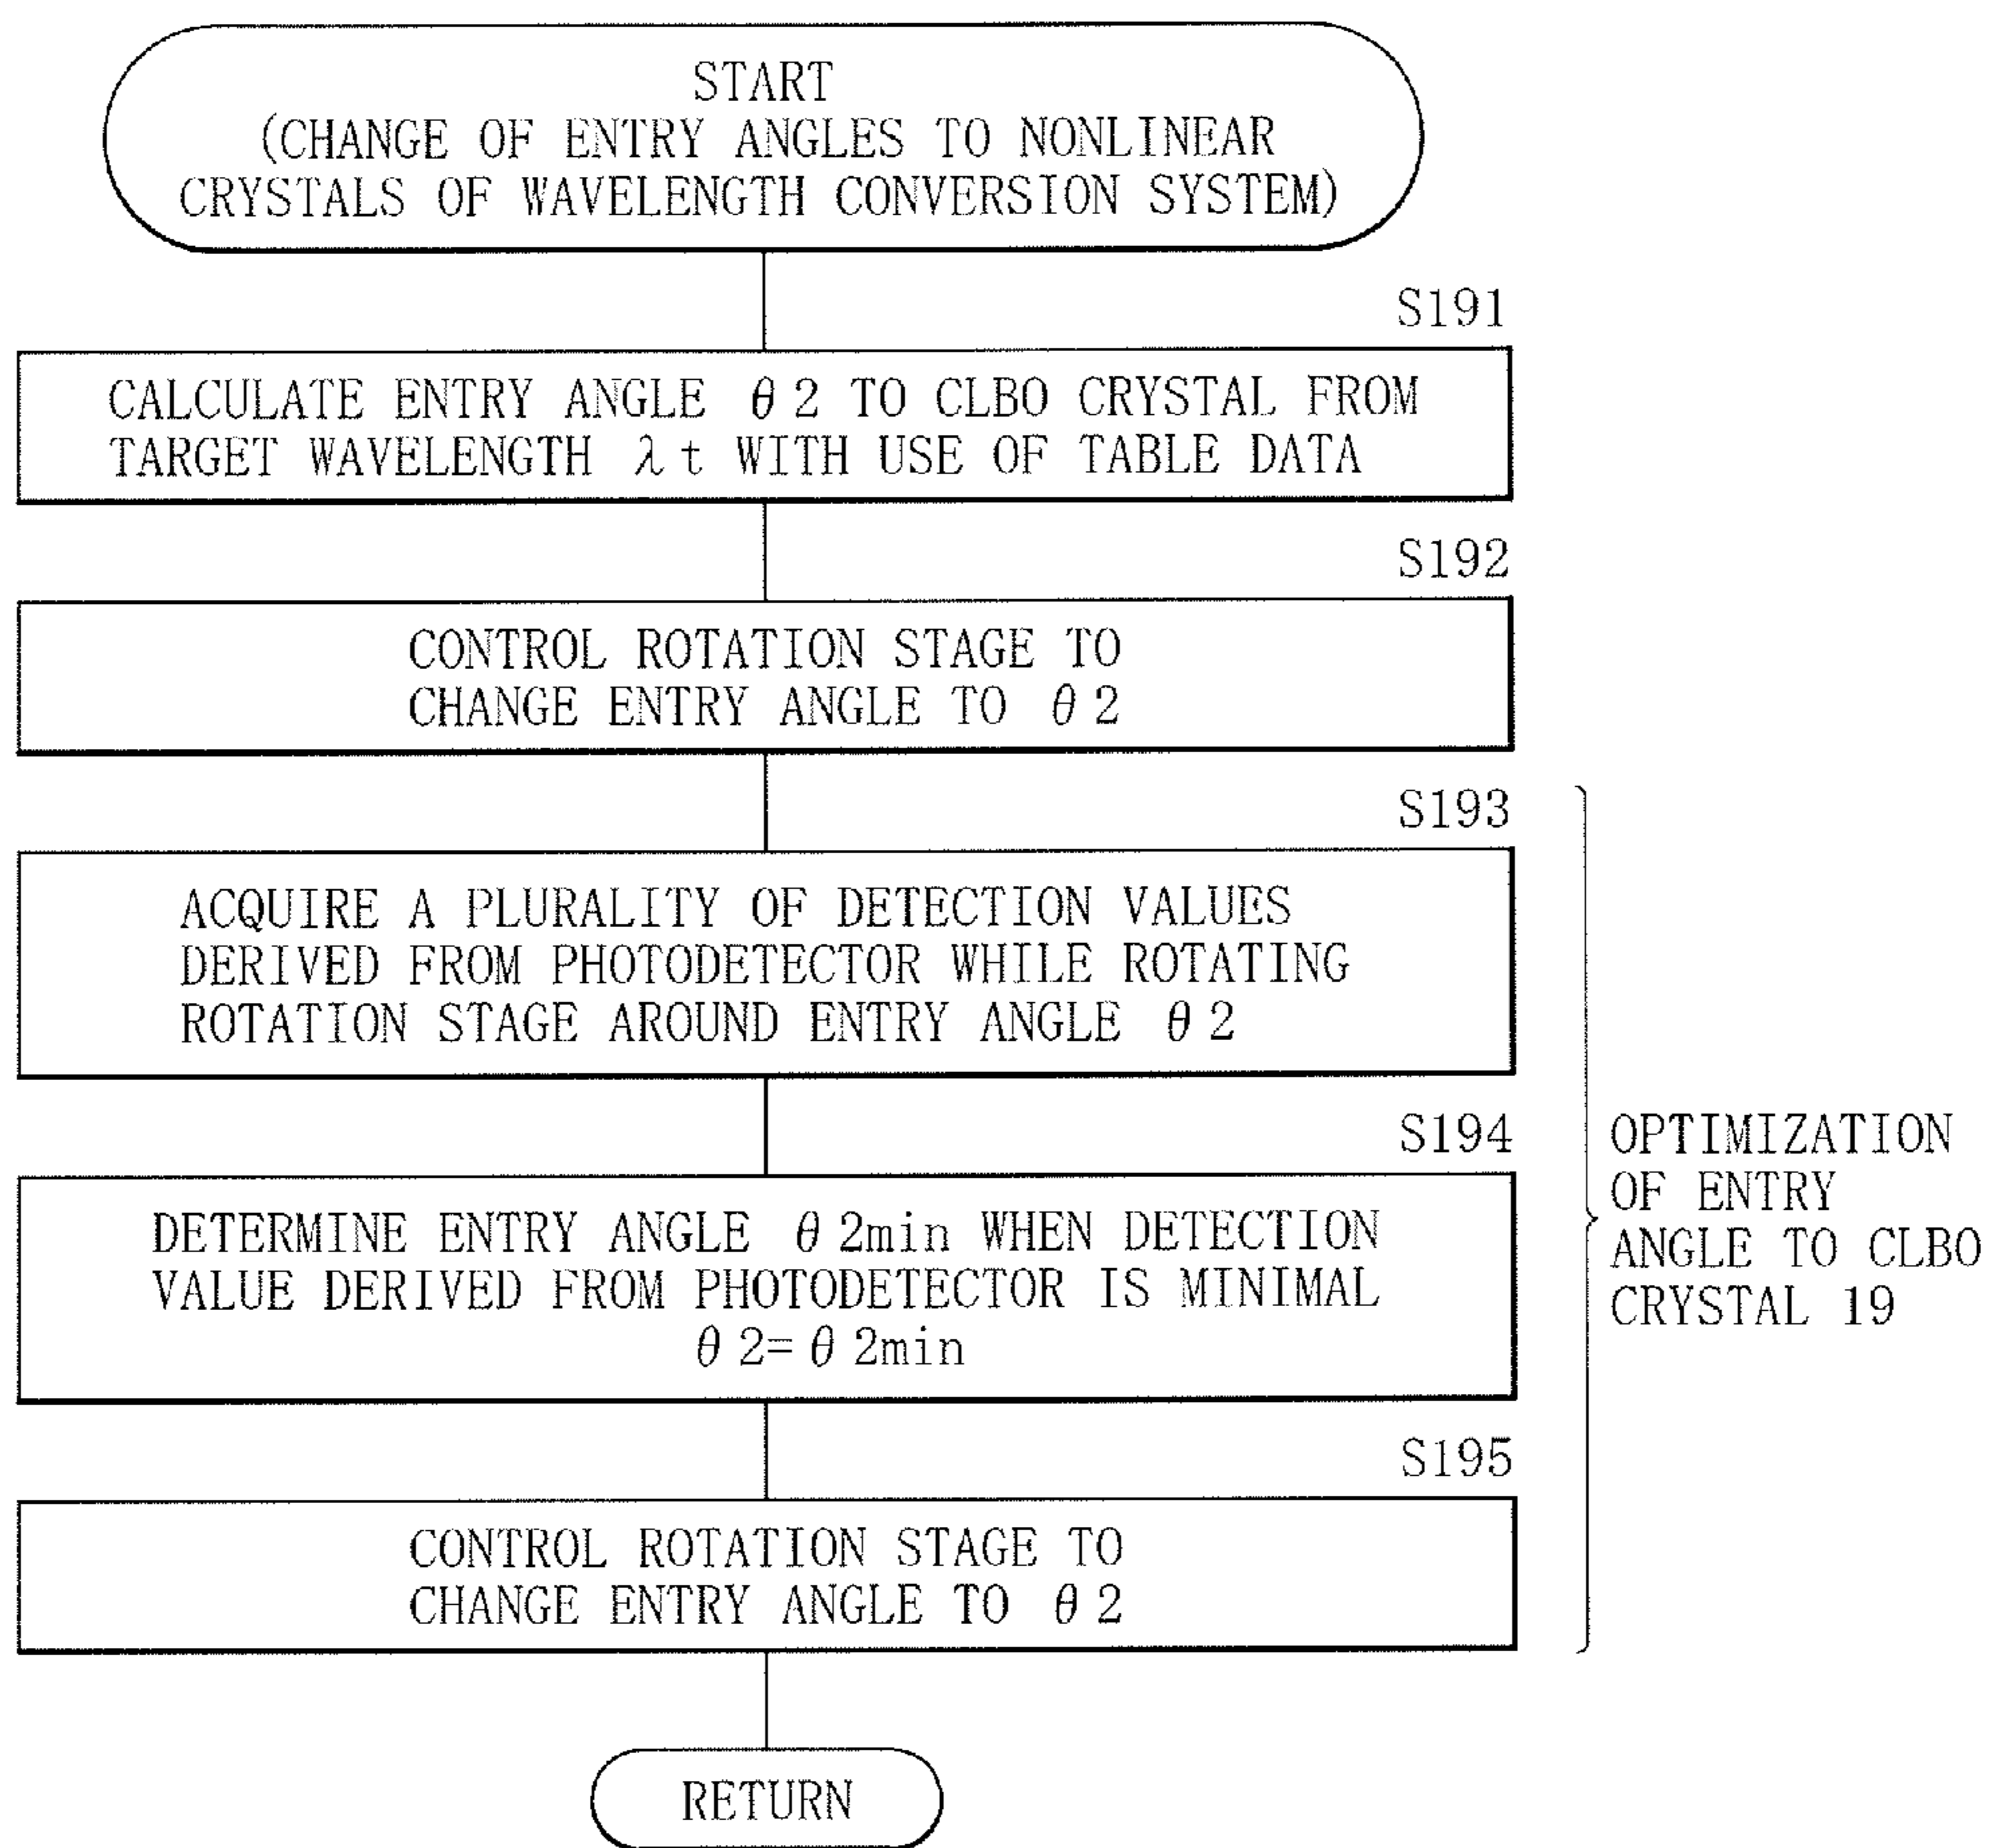 START
(CHANGE OF ENTRY ANGLES TO NONLINEAR
CRYSTALS OF WAVELENGTH CONVERSION SYSTEM)
S191
CALCULATE ENTRY ANGLE θ2 TO CLBO CRYSTAL FROM
TARGET WAVELENGTH λt WITH USE OF TABLE DATA
S192
CONTROL ROTATION STAGE TO
CHANGE ENTRY ANGLE TO θ2
S193
ACQUIRE A PLURALITY OF DETECTION VALUES
DERIVED FROM PHOTODETECTOR WHILE ROTATING
ROTATION STAGE AROUND ENTRY ANGLE θ2
S194
DETERMINE ENTRY ANGLE θ2min WHEN DETECTION
VALUE DERIVED FROM PHOTODETECTOR IS MINIMAL
θ2=θ2min
S195
CONTROL ROTATION STAGE TO
CHANGE ENTRY ANGLE TO θ2
OPTIMIZATION
OF ENTRY
ANGLE TO CLBO
CRYSTAL 19
RETURN